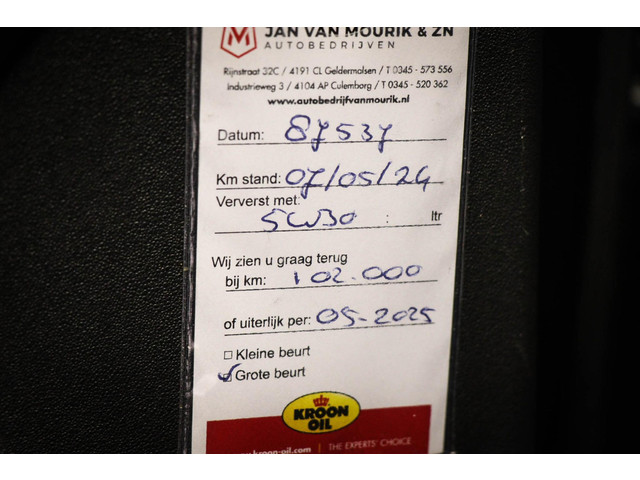 JAN VAN MOURIK & ZN
AUTOBEDRIJVEN
Rijnstraat 32C / 4191 CL Geldermalsen / T 0345 - 573 556
Industrieweg 3 / 4104 AP Culemborg / T 0345 - 520 362
www.autobedrijfvanmourik.nl
Datum: 87537
Km stand: 07/05/24
Ververst met:
5W30 : ltr
Wij zien u graag terug
bij km: 102.000
of uiterlijk per: 05-2025
Kleine beurt
Grote beurt
KROON
OIL
kroon-oil.com | THE EXPERTS' CHOICE